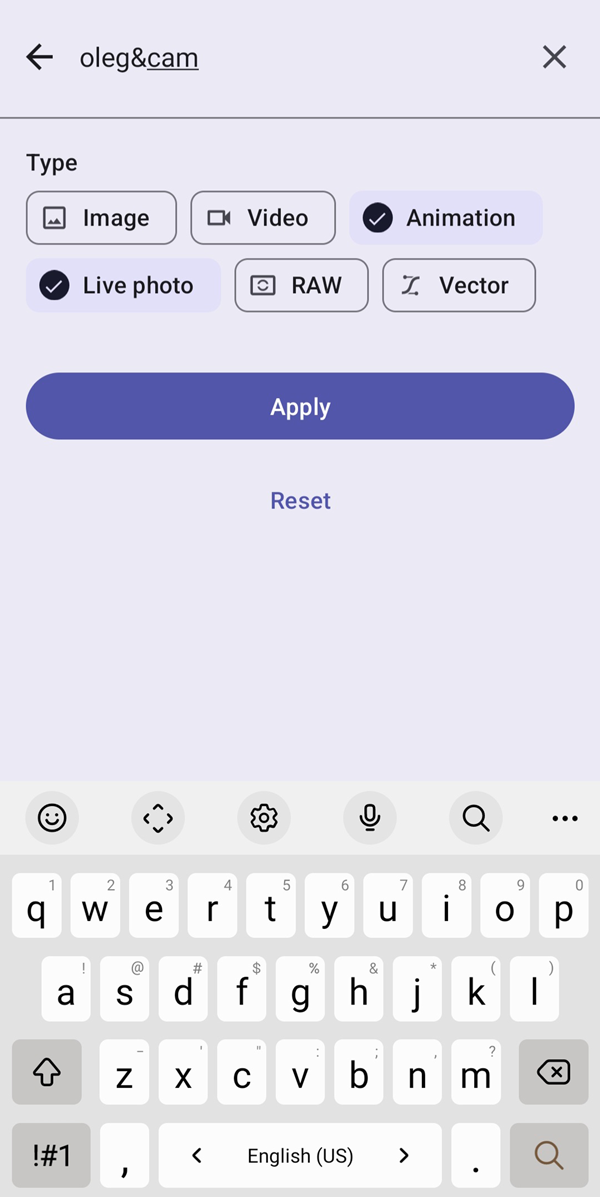 oleg&cam
Type
Image Video Animation
Live photo RAW Vector
Apply
Reset
1 2 3 4 5 6 7 8 9 0
q w e r t y u i o p
! @ # $ % & * ( )
a s d f g h j k l
- ' " : ; , ?
z x c v b n m
!#1 , < English (US) > .